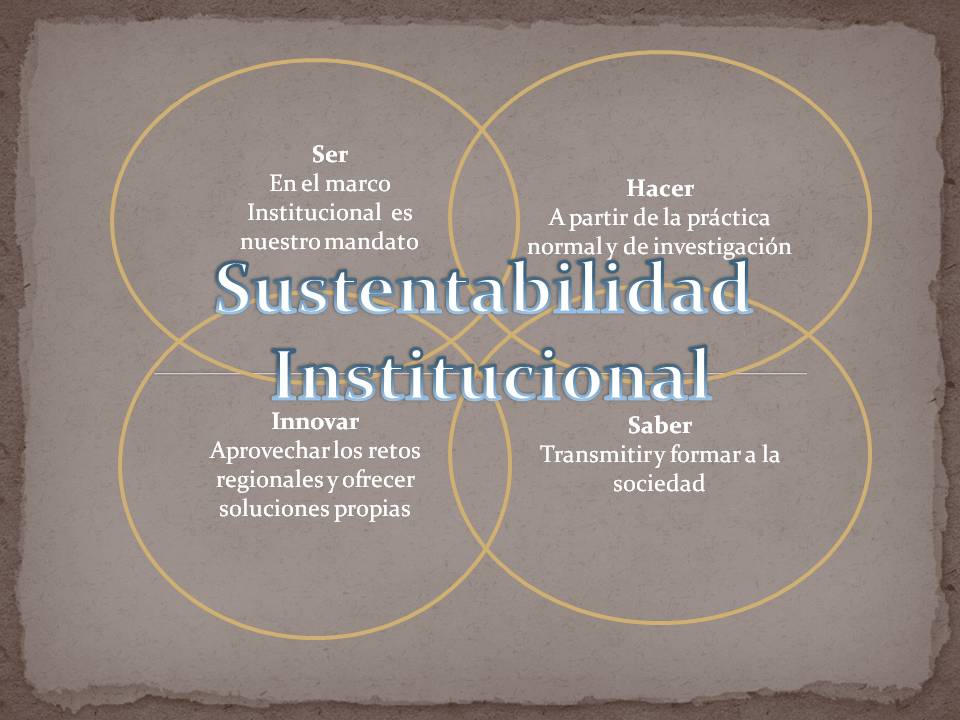 Ser
En el marco
Institucional es
nuestro mandato
Hacer
A partir de la práctica
normal y de investigación
Sustentabilidad
Institucional
Innovar
Aprovechar los retos
regionales y ofrecer
soluciones propias
Saber
Transmitir y formar a la
sociedad